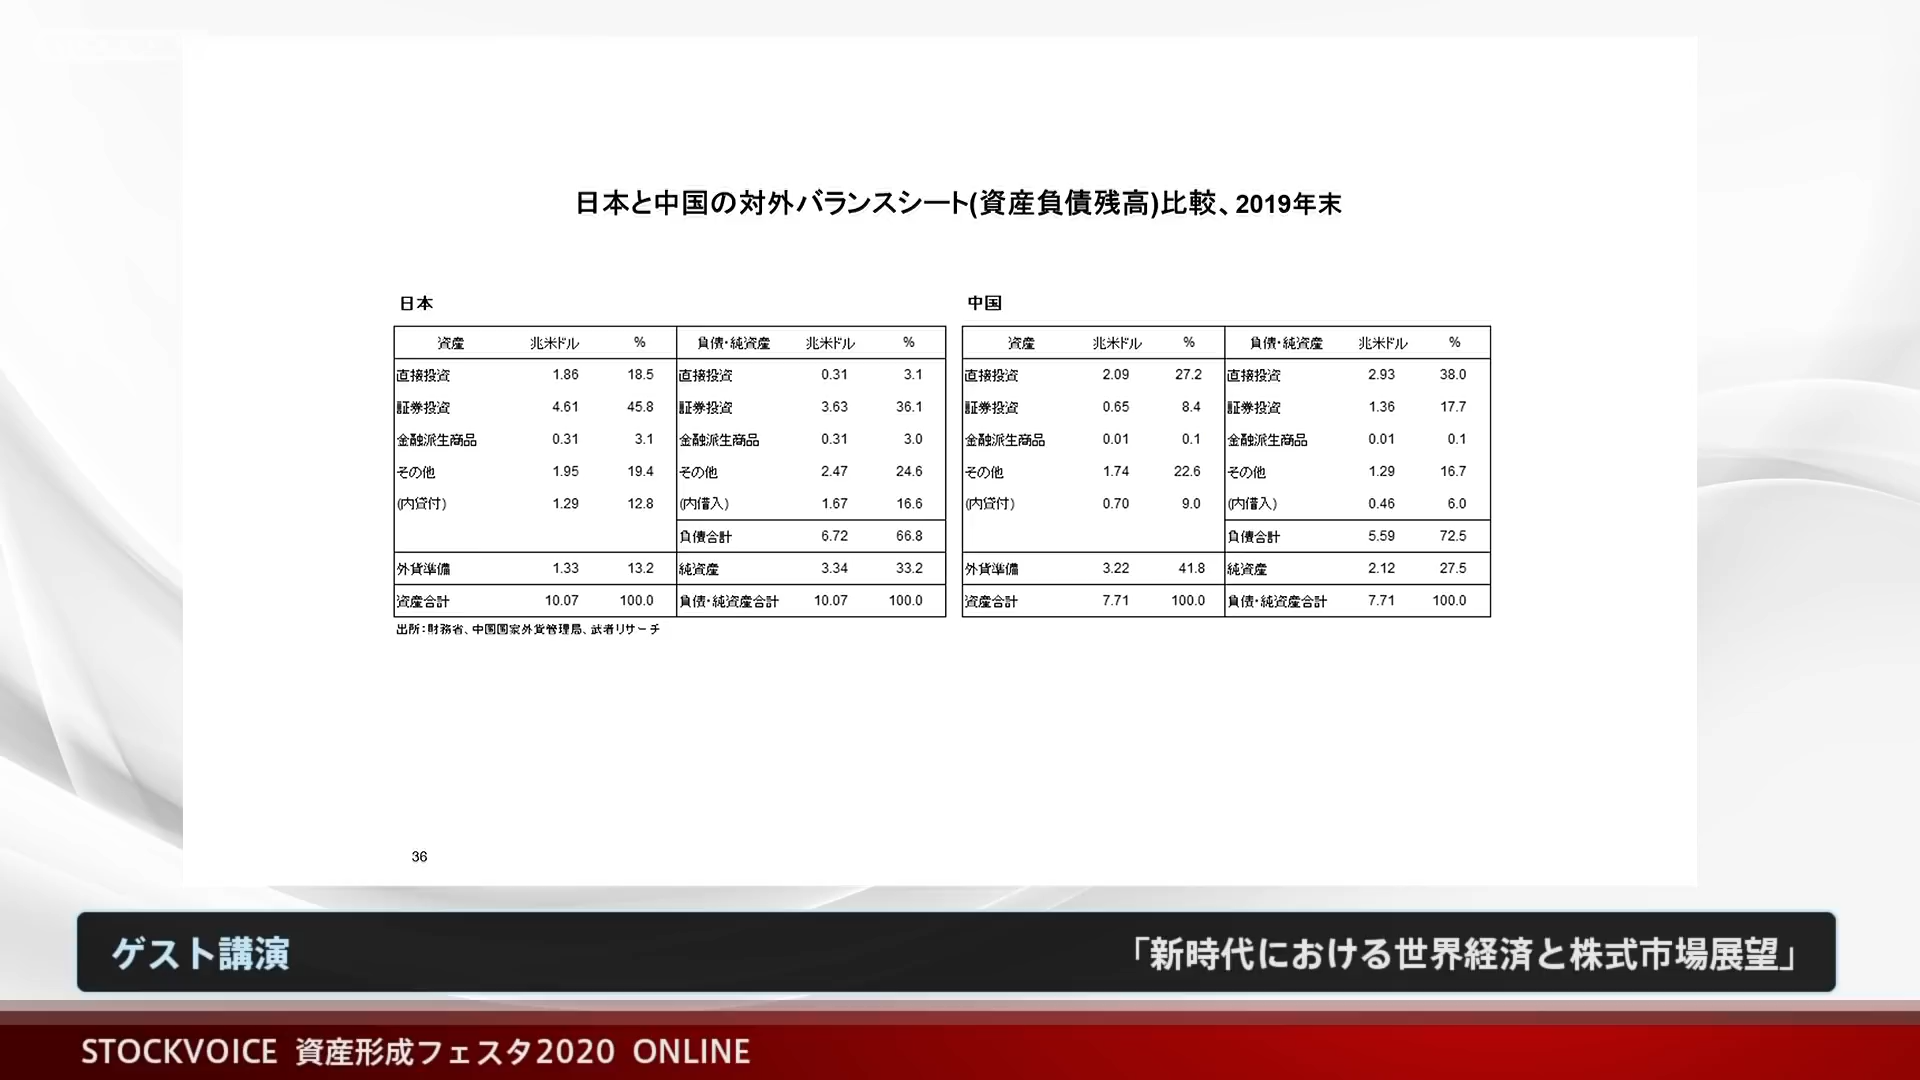 日本と中国の対外バランスシート(資産負債残高)比較、2019年末
日本
資産 兆米ドル % 負債・純資産 兆米ドル %
直接投資 1.86 18.5 直接投資 0.31 3.1
証券投資 4.61 45.8 証券投資 3.63 36.1
金融派生商品 0.31 3.1 金融派生商品 0.31 3.0
その他 1.95 19.4 その他 2.47 24.6
(内貸付) 1.29 12.8 (内借入) 1.67 16.6
負債合計 6.72 66.8
外貨準備 1.33 13.2 純資産 3.34 33.2
資産合計 10.07 100.0 負債・純資産合計 10.07 100.0
出所：財務省、中国国家外貨管理局、武者リサーチ
中国
資産 兆米ドル % 負債・純資産 兆米ドル %
直接投資 2.09 27.2 直接投資 2.93 38.0
証券投資 0.65 8.4 証券投資 1.36 17.7
金融派生商品 0.01 0.1 金融派生商品 0.01 0.1
その他 1.74 22.6 その他 1.29 16.7
(内貸付) 0.70 9.0 (内借入) 0.46 6.0
負債合計 5.59 72.5
外貨準備 3.22 41.8 純資産 2.12 27.5
資産合計 7.71 100.0 負債・純資産合計 7.71 100.0
36
ゲスト講演 「新時代における世界経済と株式市場展望」
STOCKVOICE 資産形成フェスタ2020 ONLINE